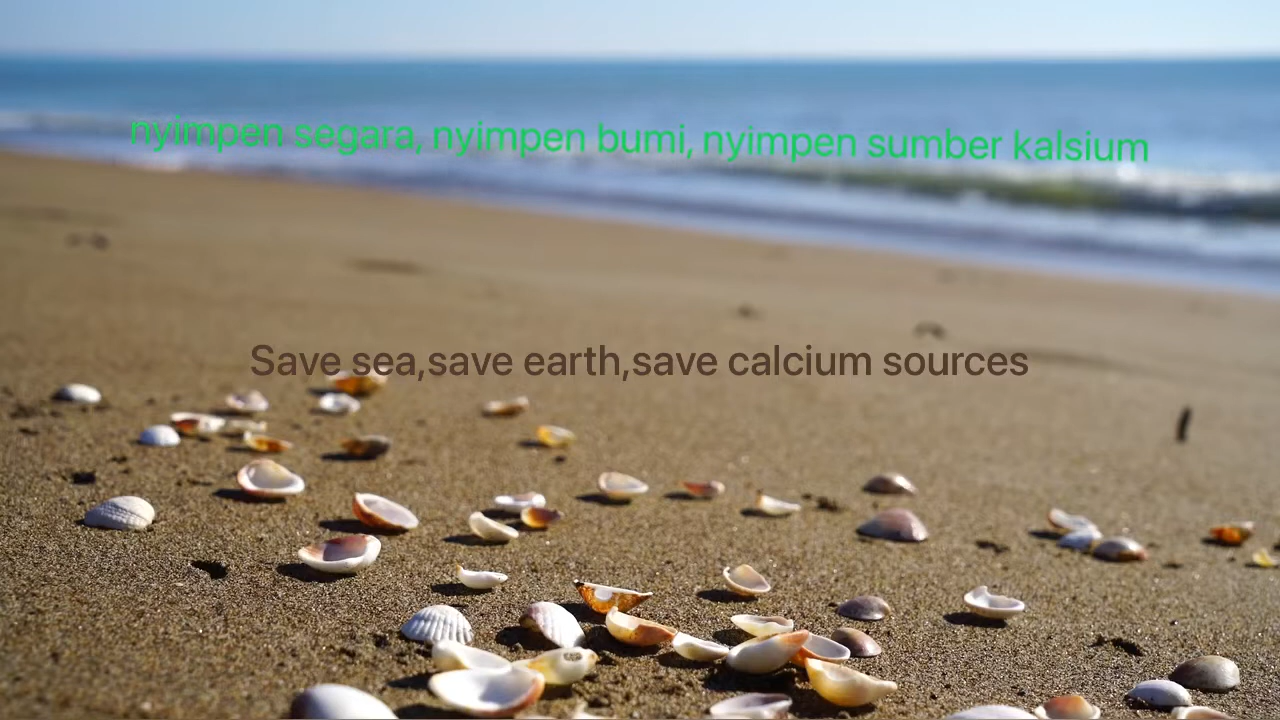 nyimpen segara, nyimpen bumi, nyimpen sumber kalsium
Save sea,save earth,save calcium sources